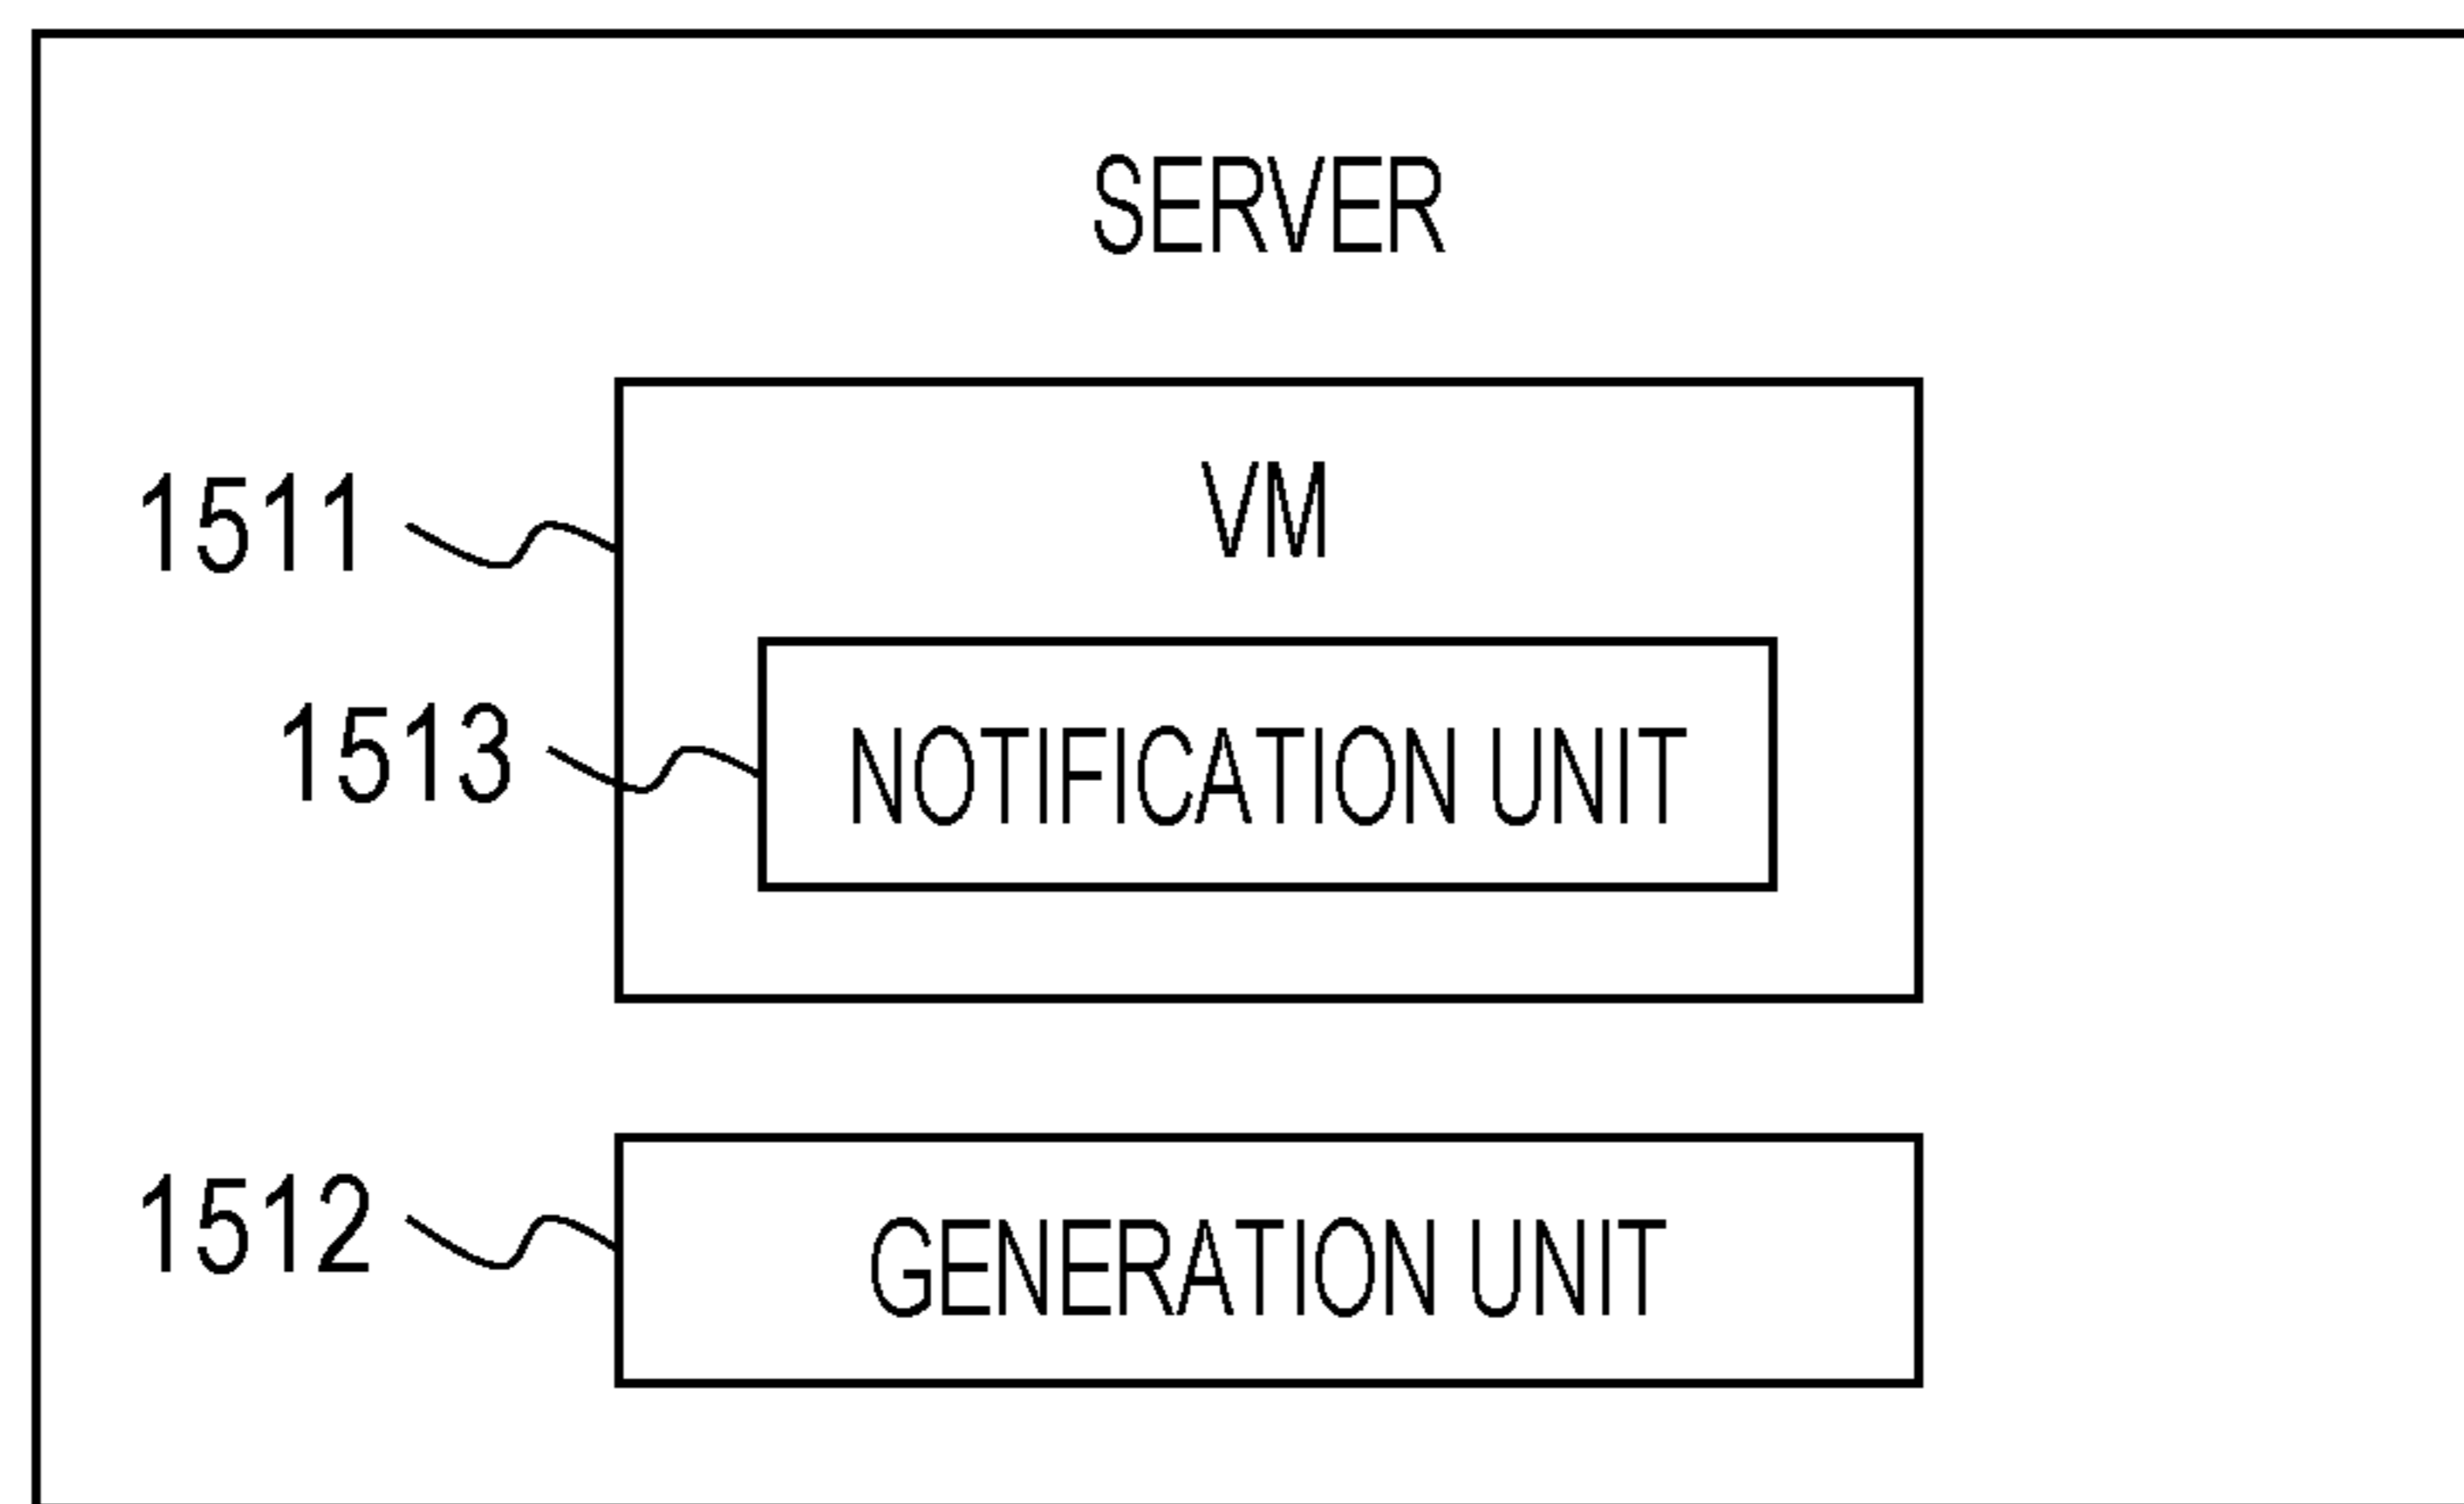 SERVER
VM
1511
1513
NOTIFICATION UNIT
1512
GENERATION UNIT